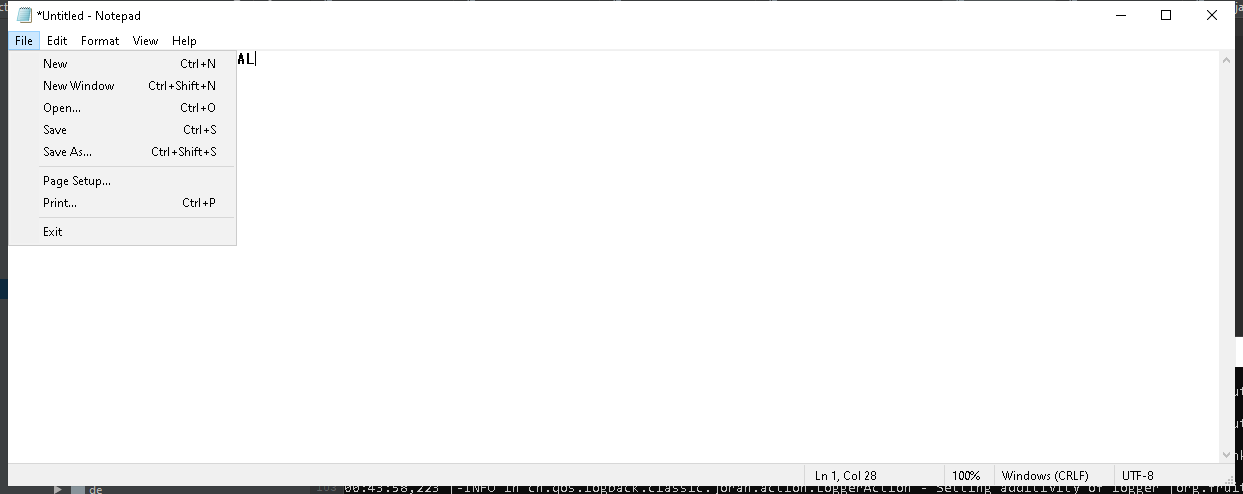 *Untitled - Notepad
File Edit Format View Help
AL
New Ctrl+N
New Window Ctrl+Shift+N
Open... Ctrl+O
Save Ctrl+S
Save As... Ctrl+Shift+S
Page Setup...
Print... Ctrl+P
Exit
Ln 1, Col 28 100% Windows (CRLF) UTF-8
de 00:43:58,223 |-INFO in ch.qos.logback.classic.joran.action.LoggerAction - Setting additivity of logger